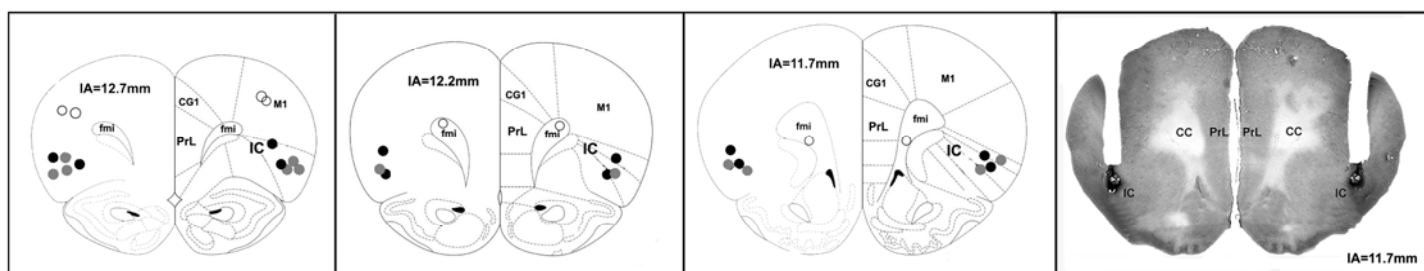 IA=12.7mm
CG1
M1
fmi
fmi
PrL
IC
IA=12.2mm
CG1
M1
fmi
PrL
fmi
IC
IA=11.7mm
CG1
M1
fmi
fmi
PrL
IC
CC
PrL
PrL
CC
IC
IC
IA=11.7mm